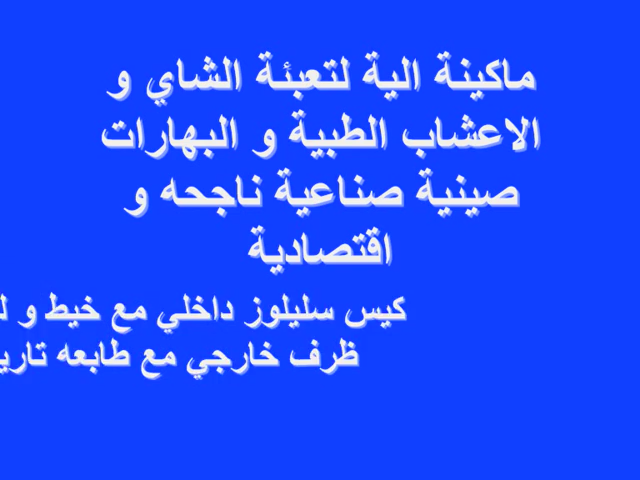 ماكينة الية لتعبئة الشاي و
الاعشاب الطبية و البهارات
صينية صناعية ناجحه و
اقتصادية
كيس سليلوز داخلي مع خيط و
ظرف خارجي مع طابعه